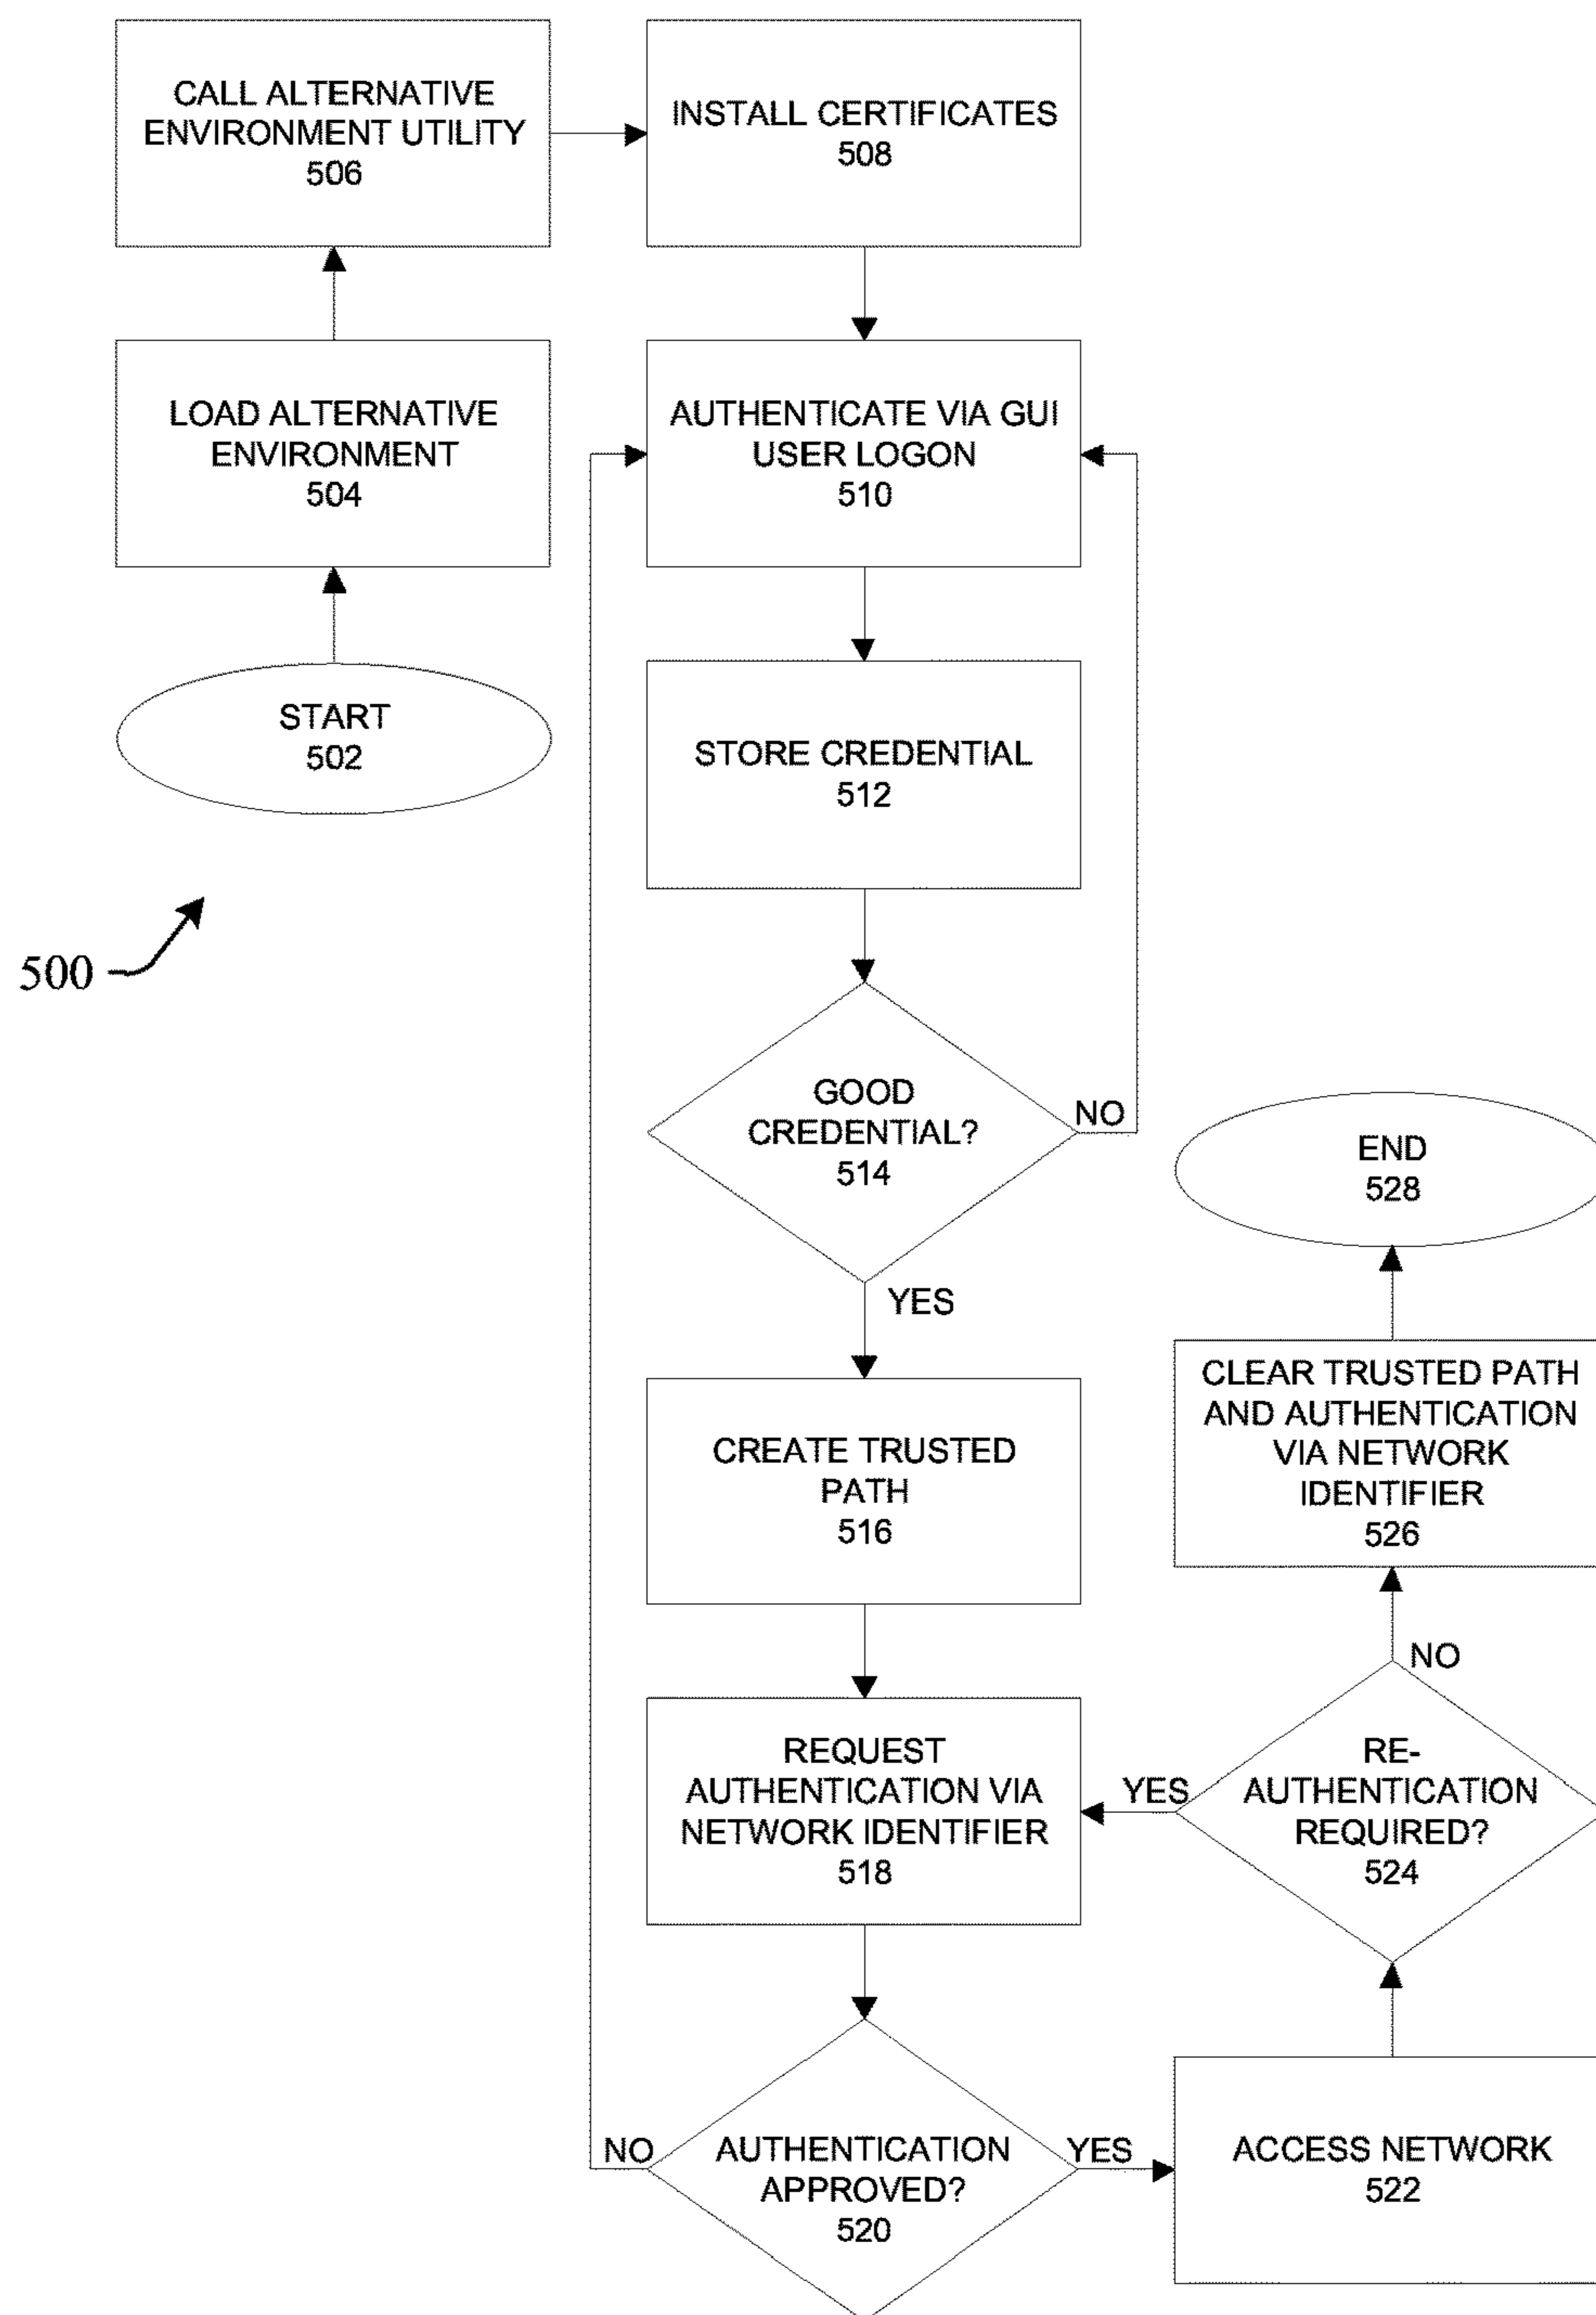 CALL ALTERNATIVE
ENVIRONMENT UTILITY
506
INSTALL CERTIFICATES
508
LOAD ALTERNATIVE
ENVIRONMENT
504
AUTHENTICATE VIA GUI
USER LOGON
510
START
502
STORE CREDENTIAL
512
500
GOOD
CREDENTIAL?
514
NO
YES
END
528
CREATE TRUSTED
PATH
516
CLEAR TRUSTED PATH
AND AUTHENTICATION
VIA NETWORK
IDENTIFIER
526
NO
REQUEST
AUTHENTICATION VIA
NETWORK IDENTIFIER
518
YES
RE-
AUTHENTICATION
REQUIRED?
524
NO
AUTHENTICATION
APPROVED?
520
YES
ACCESS NETWORK
522